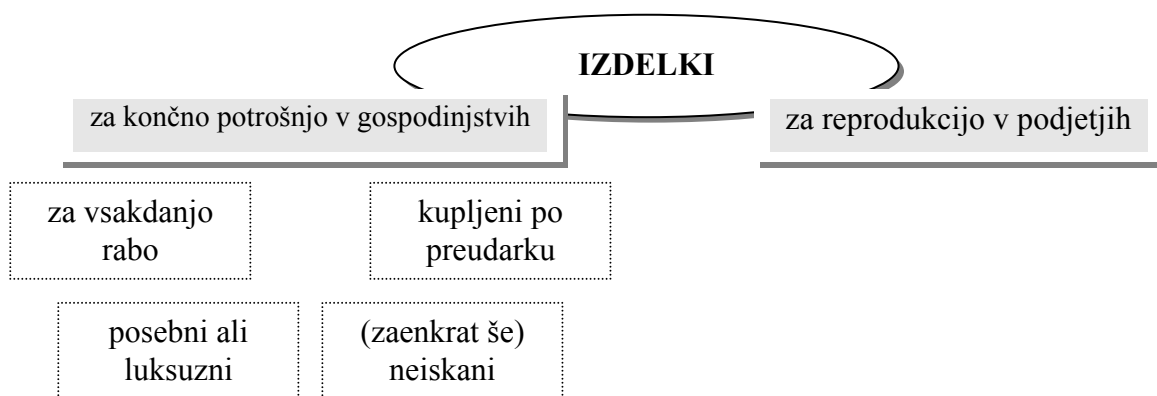 IZDELKI
za končno potrošnjo v gospodinjstvih
za reprodukcijo v podjetjih
za vsakdanjo
rabo
kupljeni po
preudarku
posebni ali
luksuzni
(zaenkrat še)
neiskani